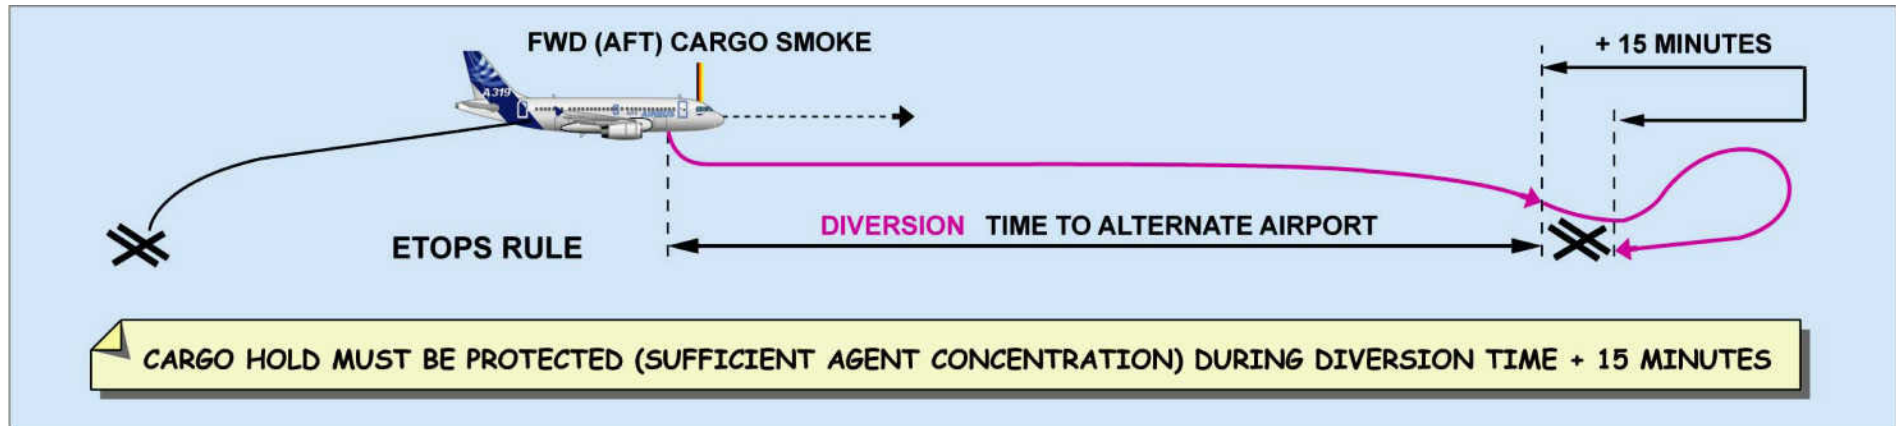 FWD (AFT) CARGO SMOKE
+ 15 MINUTES
A319
AIRBUS
DIVERSION TIME TO ALTERNATE AIRPORT
ETOPS RULE
CARGO HOLD MUST BE PROTECTED (SUFFICIENT AGENT CONCENTRATION) DURING DIVERSION TIME + 15 MINUTES